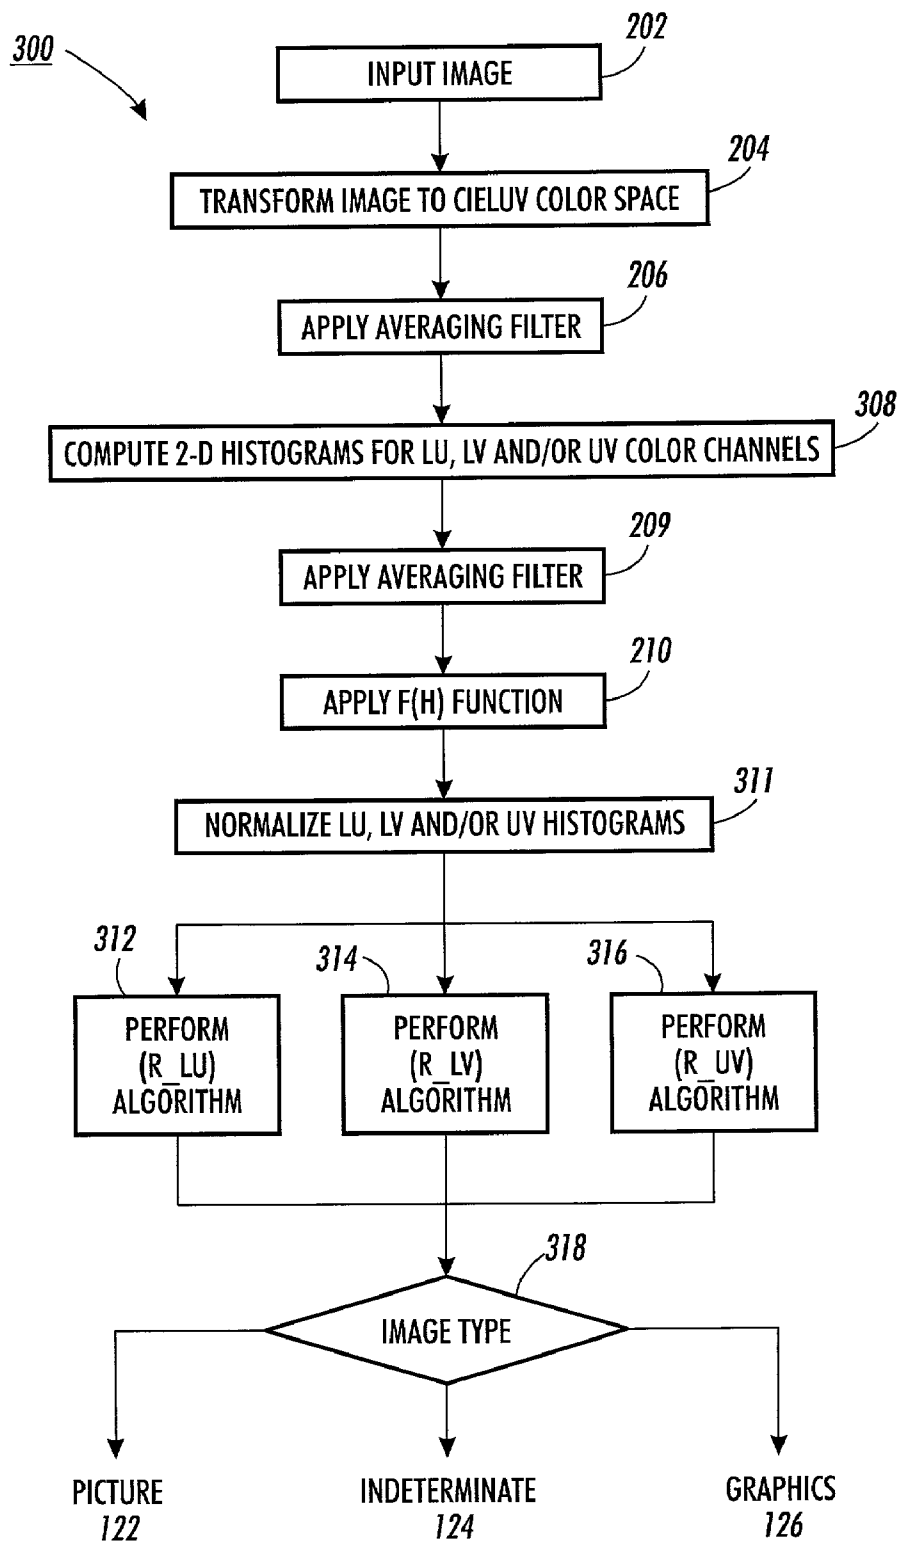 300
202
INPUT IMAGE
204
TRANSFORM IMAGE TO CIELUV COLOR SPACE
206
APPLY AVERAGING FILTER
308
COMPUTE 2-D HISTOGRAMS FOR LU, LV AND/OR UV COLOR CHANNELS
209
APPLY AVERAGING FILTER
210
APPLY F(H) FUNCTION
311
NORMALIZE LU, LV AND/OR UV HISTOGRAMS
312
PERFORM
(R_LU)
ALGORITHM
314
PERFORM
(R_LV)
ALGORITHM
316
PERFORM
(R_UV)
ALGORITHM
318
IMAGE TYPE
PICTURE
122
INDETERMINATE
124
GRAPHICS
126